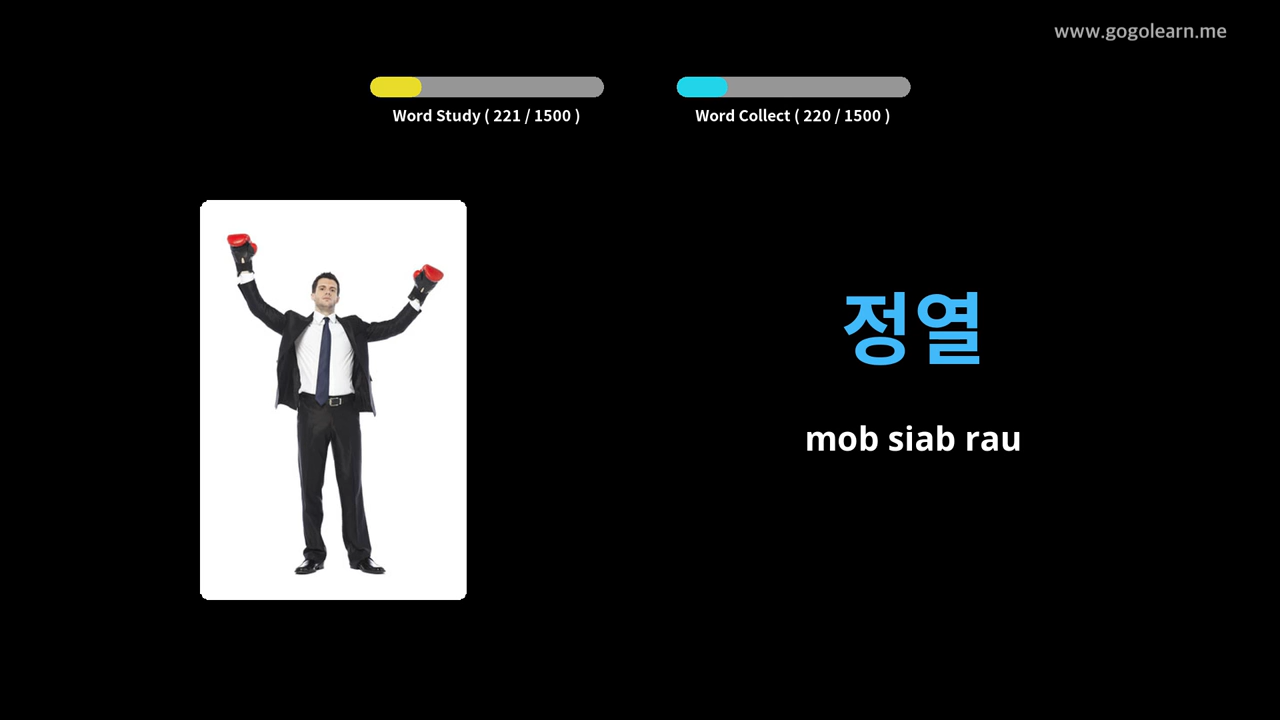 www.gogolearn.me
Word Study ( 221 / 1500 )
Word Collect ( 220 / 1500 )
정열
mob siab rau